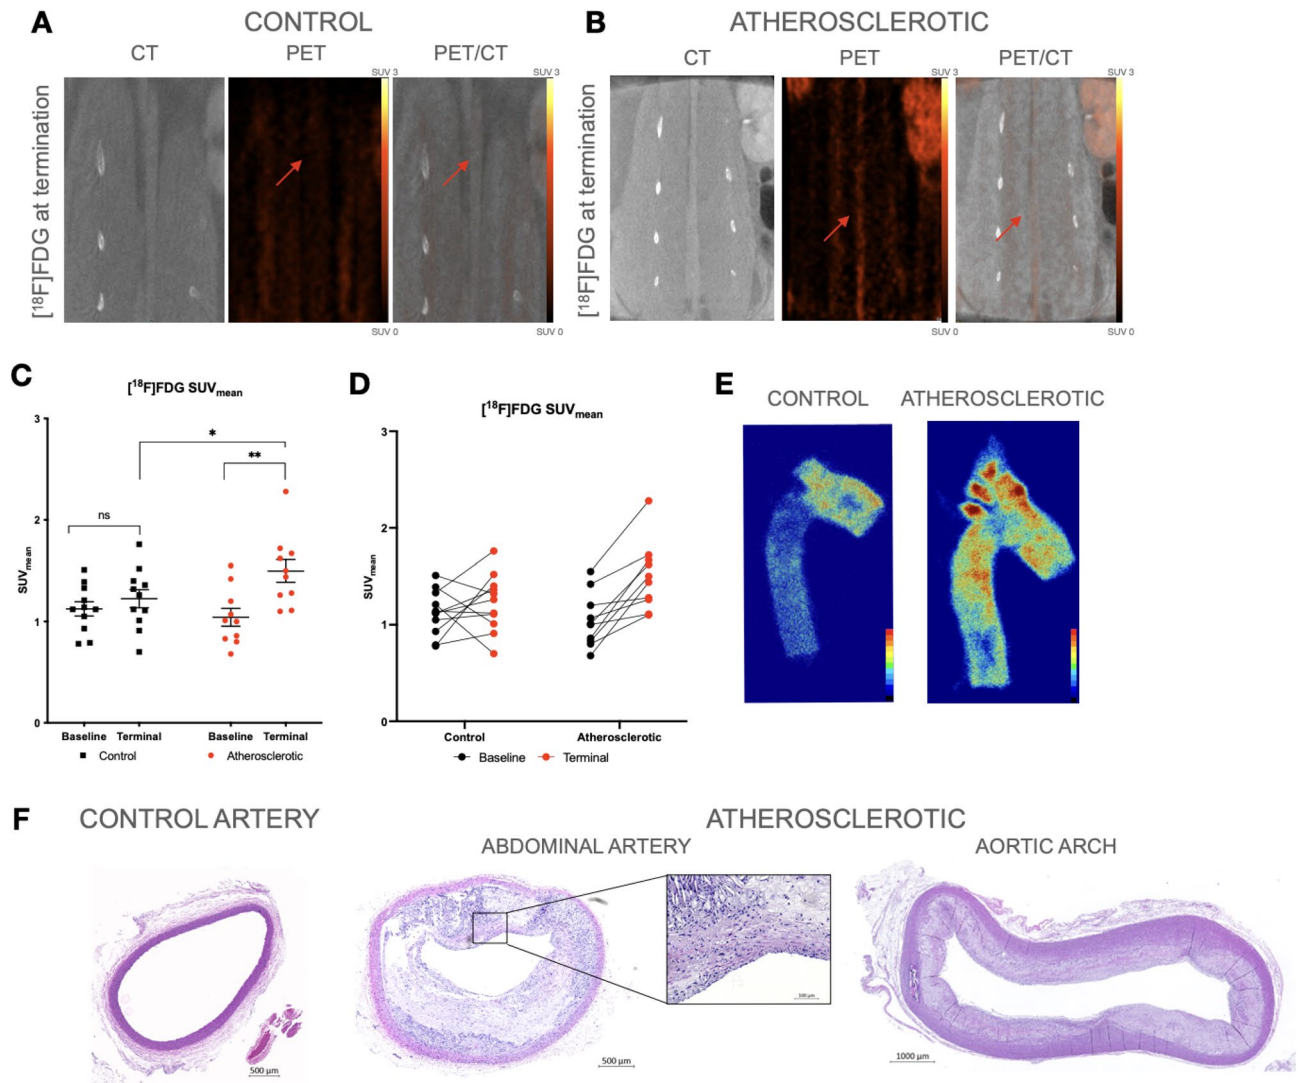 A
CONTROL
CT
PET
PET/CT
[18F]FDG at termination
SUV 3
SUV 3
SUV 0
SUV 0
B
ATHEROSCLEROTIC
CT
PET
PET/CT
[18F]FDG at termination
SUV 3
SUV 3
SUV 0
SUV 0
C
[18F]FDG SUVmean
SUVmean
3
2
1
0
ns
*
**
Baseline
Terminal
Baseline
Terminal
Control
Atherosclerotic
D
[18F]FDG SUVmean
SUVmean
3
2
1
0
Control
Atherosclerotic
Baseline
Terminal
E
CONTROL
ATHEROSCLEROTIC
F
CONTROL ARTERY
ATHEROSCLEROTIC
ABDOMINAL ARTERY
AORTIC ARCH
500 µm
500 µm
100 µm
1000 µm